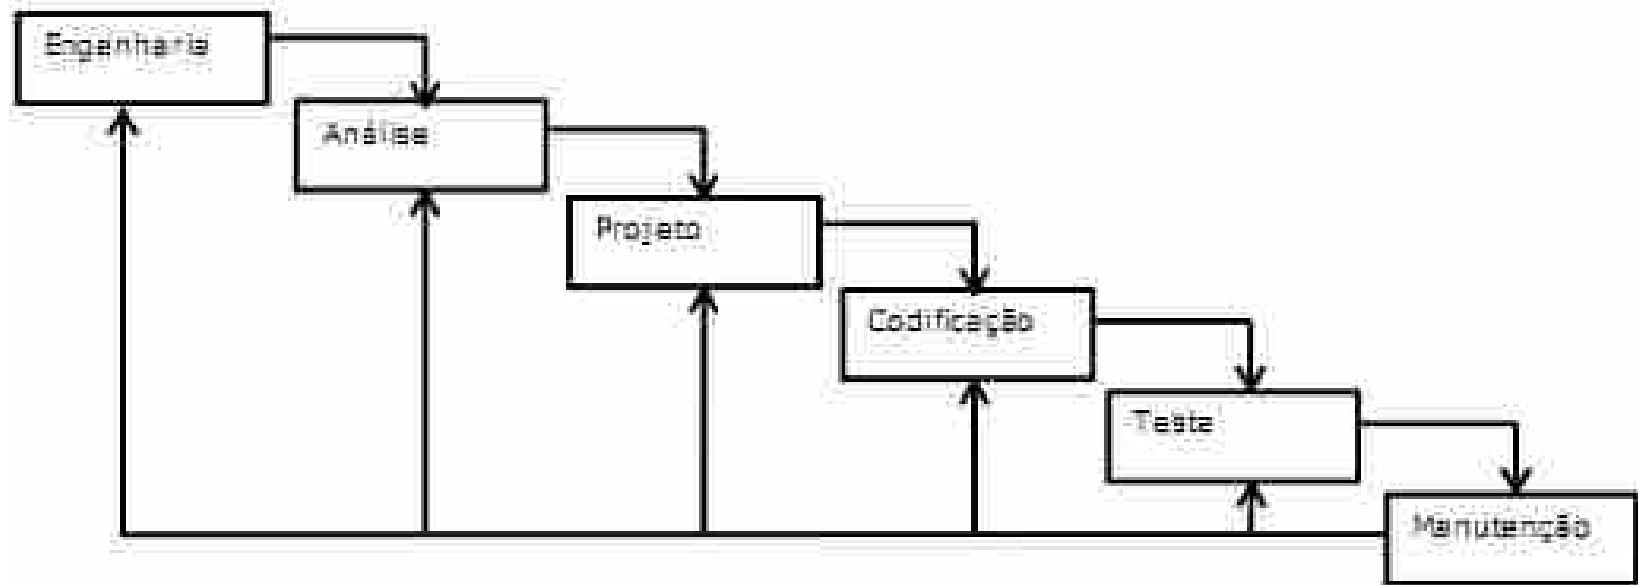 Engenharia
Análise
Projeto
Codificação
Teste
Manutenção